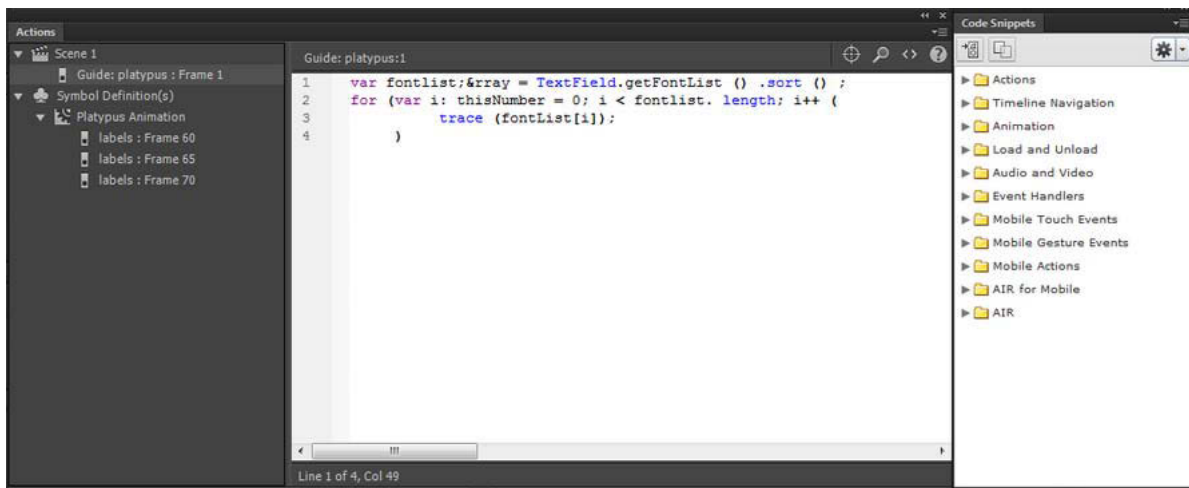 Actions
Scene 1
Guide: platypus : Frame 1
Symbol Definition(s)
Platypus Animation
labels : Frame 60
labels : Frame 65
labels : Frame 70
Guide: platypus:1
1 var fontlist;&rray = TextField.getFontList () .sort () ;
2 for (var i: thisNumber = 0; i < fontlist. length; i++ (
3 trace (fontList[i]);
4 )
Line 1 of 4, Col 49
Code Snippets
Actions
Timeline Navigation
Animation
Load and Unload
Audio and Video
Event Handlers
Mobile Touch Events
Mobile Gesture Events
Mobile Actions
AIR for Mobile
AIR